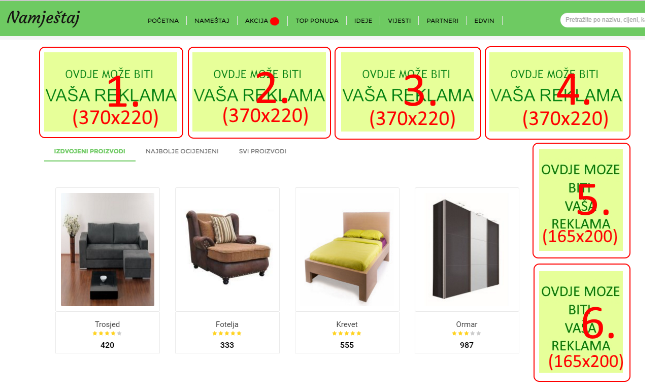 Namještaj
POČETNA
NAMEŠTAJ
AKCIJA
TOP PONUDA
IDEJE
VIJESTI
PARTNERI
EDVIN
Pretražite po nazivu, cijeni,
OVDJE MOŽE BITI
VAŠA REKLAMA
1.
(370x220)
OVDJE MOŽE BITI
VAŠA REKLAMA
2.
(370x220)
OVDJE MOŽE BITI
VAŠA REKLAMA
3.
(370x220)
OVDJE MOŽE BITI
VAŠA REKLAMA
4.
(370x220)
IZDVOJENI PROIZVODI
NAJBOLJE OCIJENJENI
SVI PROIZVODI
OVDJE MOZE
BITI
VAŠA
REKLAMA
5.
(165x200)
OVDJE MOZE
BITI
VAŠA
REKLAMA
6.
(165x200)
Trosjed
420
Fotelja
333
Krevet
555
Ormar
987